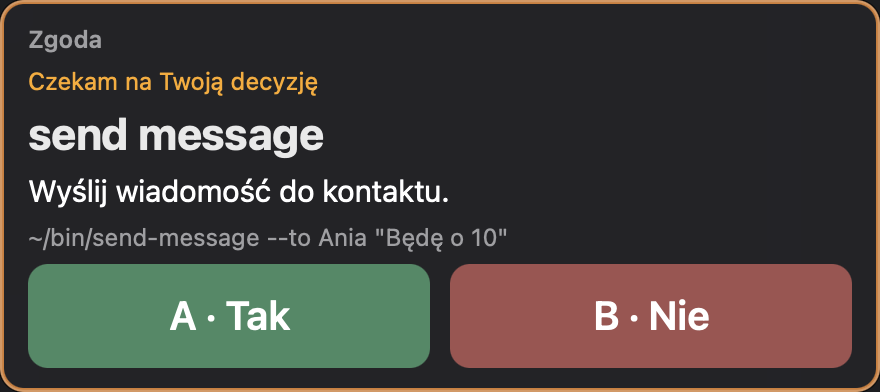 Zgoda
Czekam na Twoją decyzję
send message
Wyślij wiadomość do kontaktu.
~/bin/send-message --to Ania "Będę o 10"
A · Tak
B · Nie